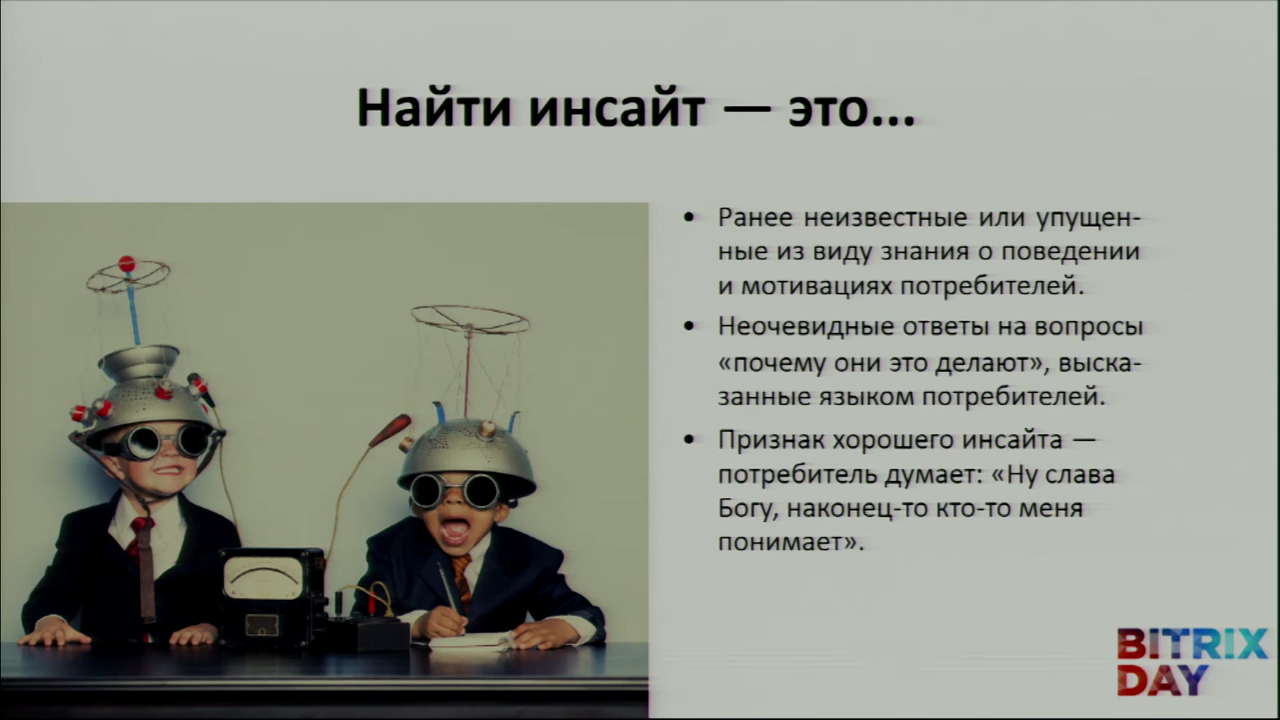 Найти инсайт — это...
• Ранее неизвестные или упущен-
ные из виду знания о поведении
и мотивациях потребителей.
• Неочевидные ответы на вопросы
«почему они это делают», выска-
занные языком потребителей.
• Признак хорошего инсайта —
потребитель думает: «Ну слава
Богу, наконец-то кто-то меня
понимает».
BITRIX
DAY